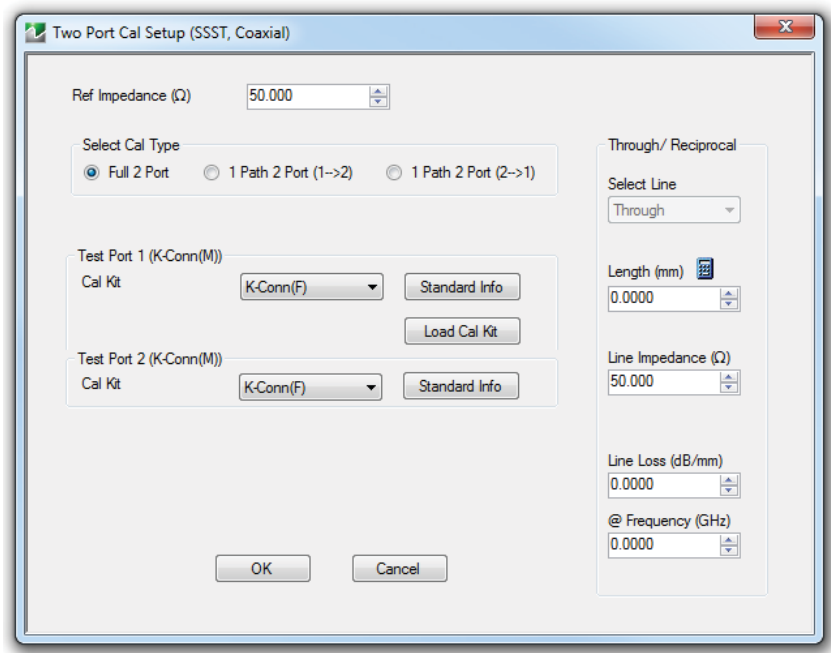 Two Port Cal Setup (SSST, Coaxial)
Ref Impedance (Ω)
50.000
Select Cal Type
Full 2 Port
1 Path 2 Port (1-->2)
1 Path 2 Port (2-->1)
Test Port 1 (K-Conn(M))
Cal Kit
K-Conn(F)
Standard Info
Load Cal Kit
Test Port 2 (K-Conn(M))
Cal Kit
K-Conn(F)
Standard Info
Through/ Reciprocal
Select Line
Through
Length (mm)
0.0000
Line Impedance (Ω)
50.000
Line Loss (dB/mm)
0.0000
@ Frequency (GHz)
0.0000
OK
Cancel